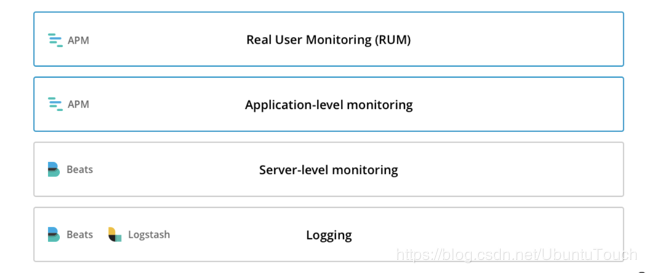 APM Real User Monitoring (RUM)
APM Application-level monitoring
Beats Server-level monitoring
Beats Logstash Logging
https://blog.csdn.net/UbuntuTouch